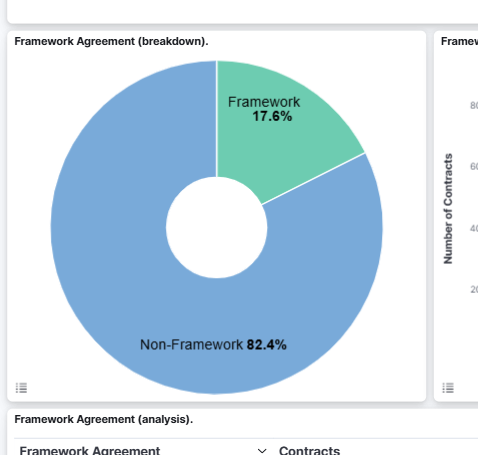 Framework Agreement (breakdown).
Framework
17.6%
Non-Framework 82.4%
Number of Contracts
Framework Agreement (analysis).
Framework Agreement
Contracts